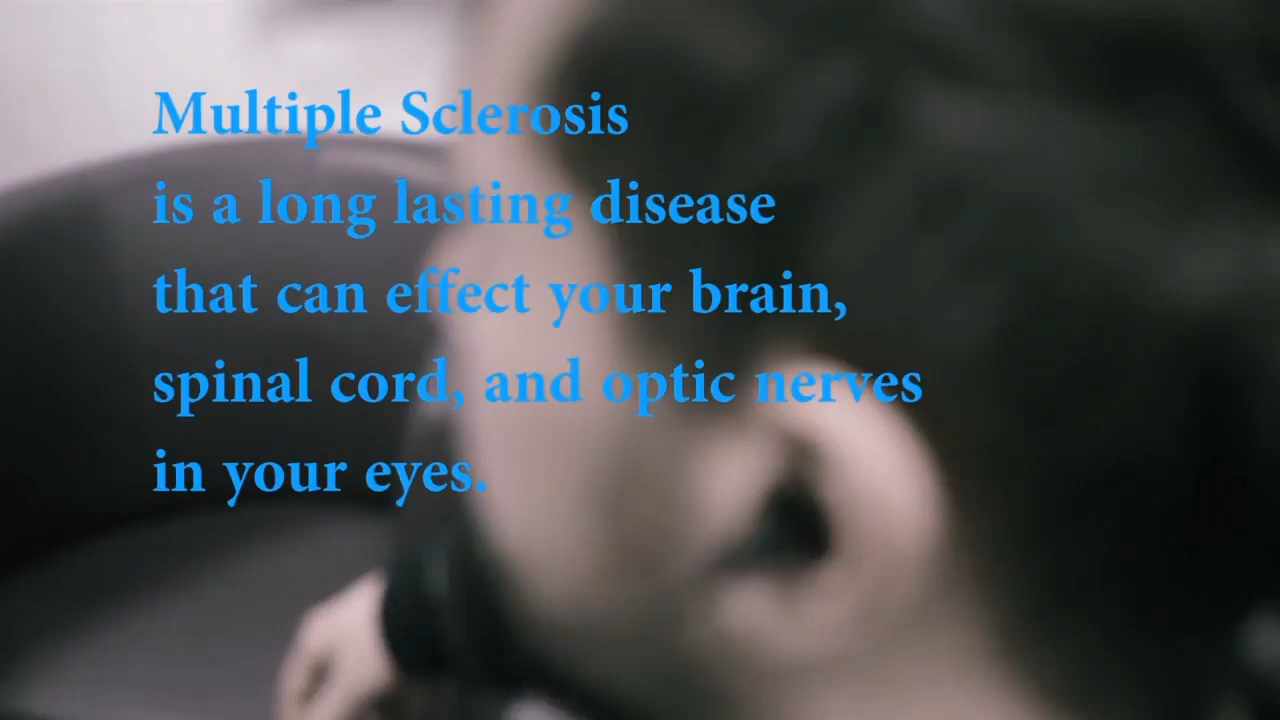 Multiple Sclerosis
is a long lasting disease
that can effect your brain,
spinal cord, and optic nerves
in your eyes.